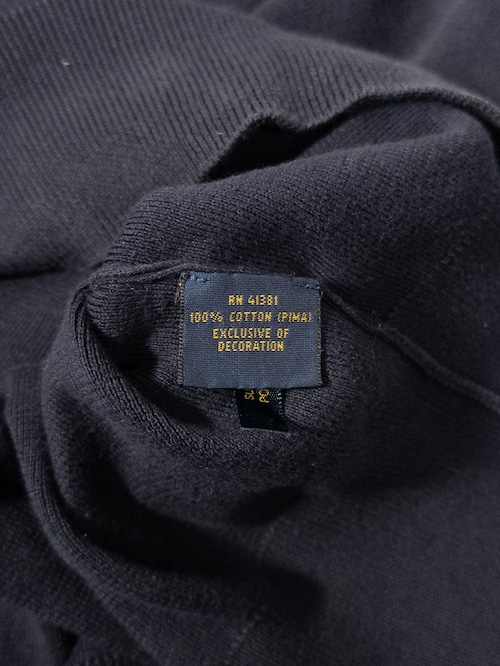 RN 41381
100% COTTON (PIMA)
EXCLUSIVE OF
DECORATION